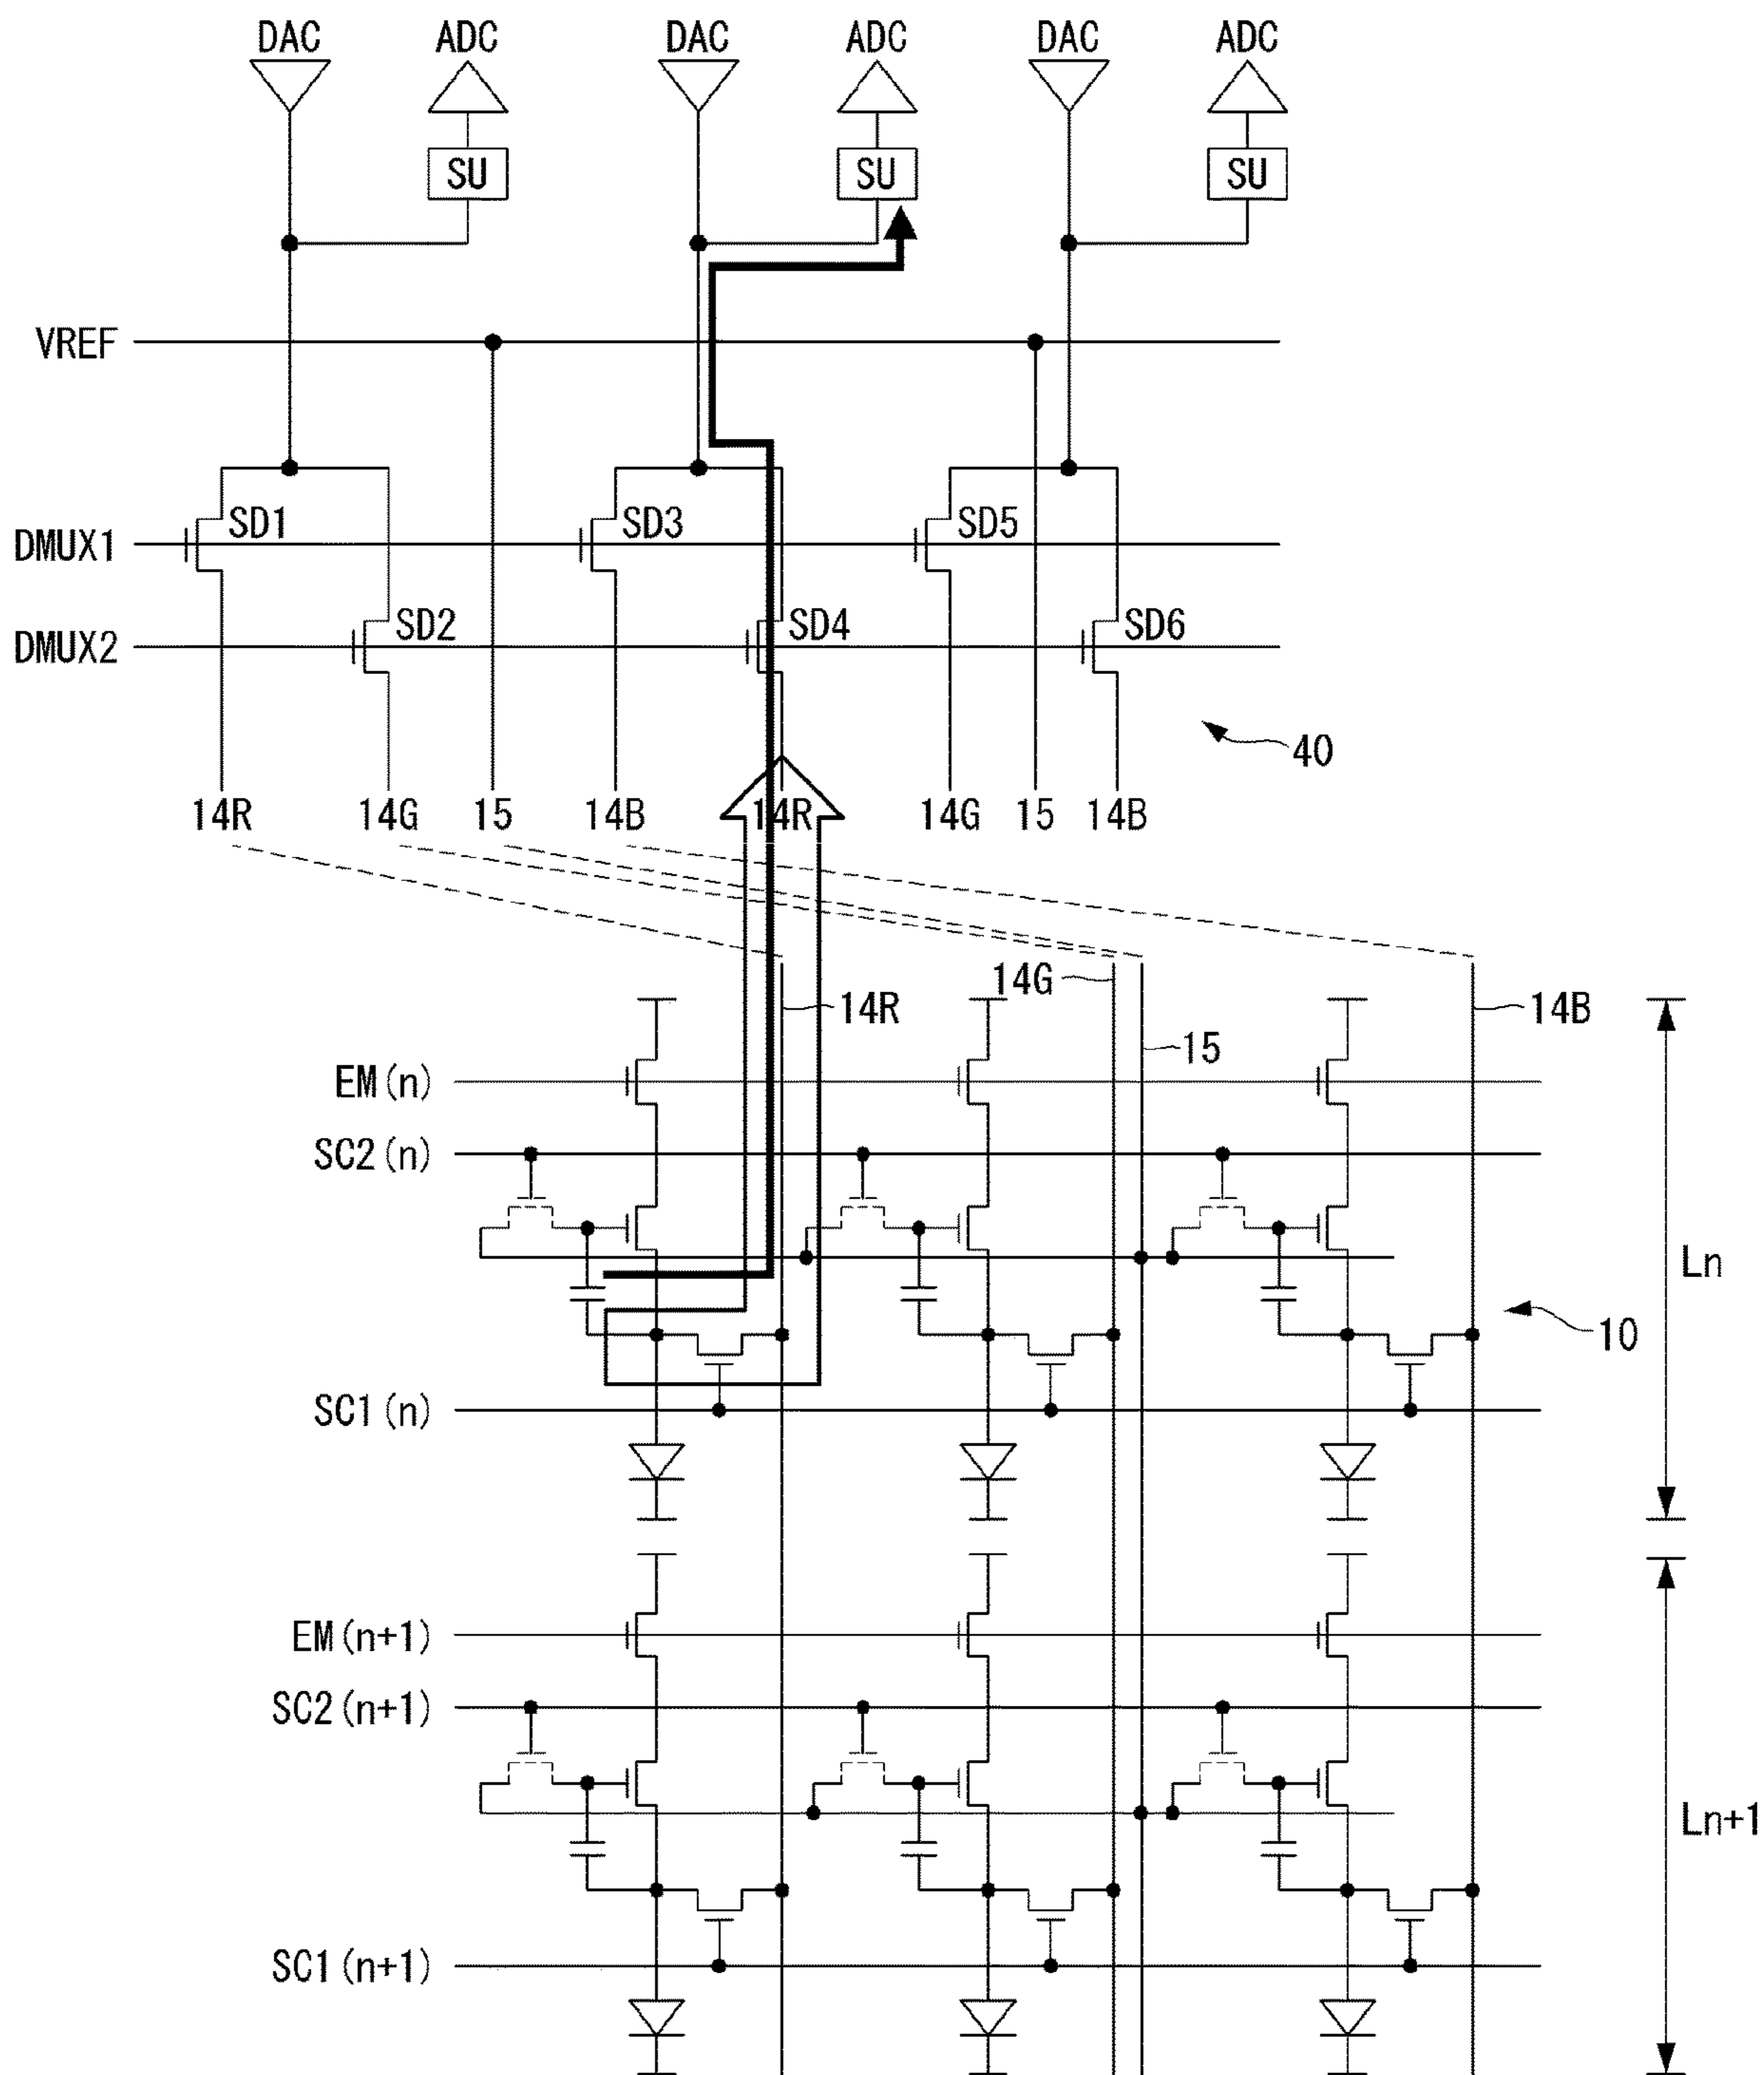 DAC ADC DAC ADC DAC ADC
SU SU SU
VREF
DMUX1 SD1 SD3 SD5
DMUX2 SD2 SD4 SD6
40
14R 14G 15 14B 14R 14G 15 14B
14G 14R 14B
15
EM(n)
SC2(n)
Ln
10
SC1(n)
EM(n+1)
SC2(n+1)
Ln+1
SC1(n+1)